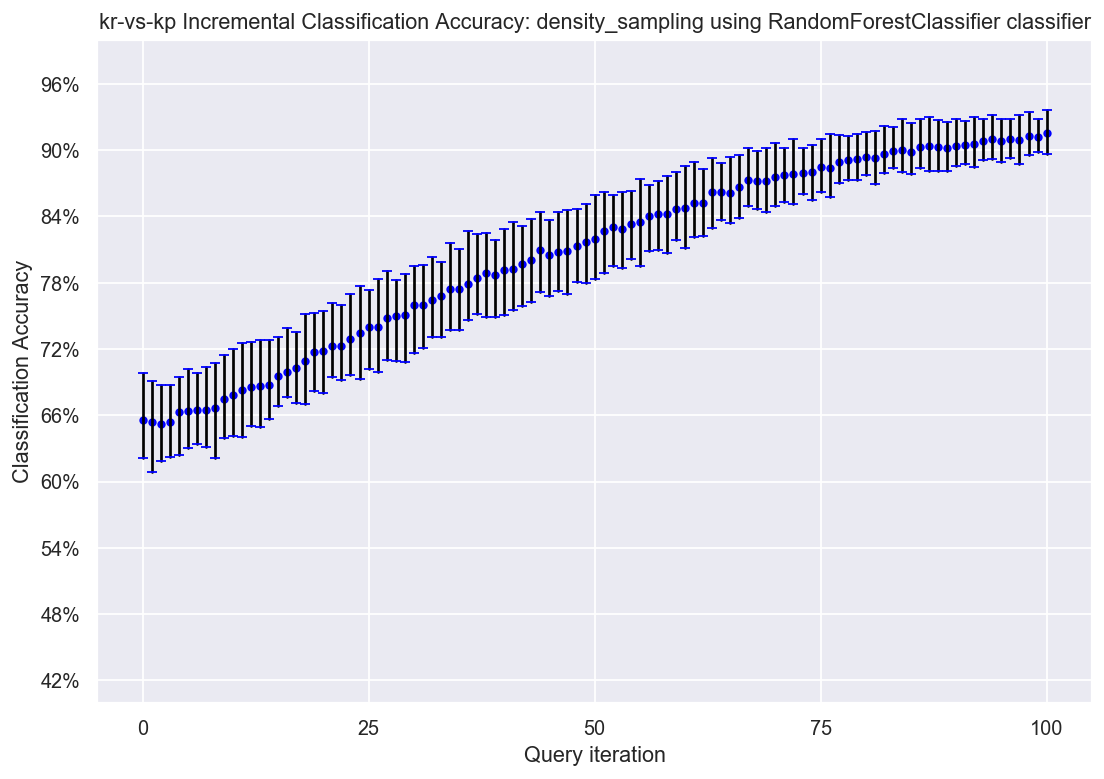 kr-vs-kp Incremental Classification Accuracy: density_sampling using RandomForestClassifier classifier
96%
90%
84%
78%
72%
66%
60%
54%
48%
42%
Classification Accuracy
0 25 50 75 100
Query iteration